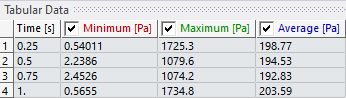 Tabular Data
Time [s] Minimum [Pa] Maximum [Pa] Average [Pa]
1 0.25 0.54011 1725.3 198.77
2 0.5 2.2386 1079.6 194.53
3 0.75 2.4526 1074.2 192.83
4 1. 0.5655 1734.8 203.59